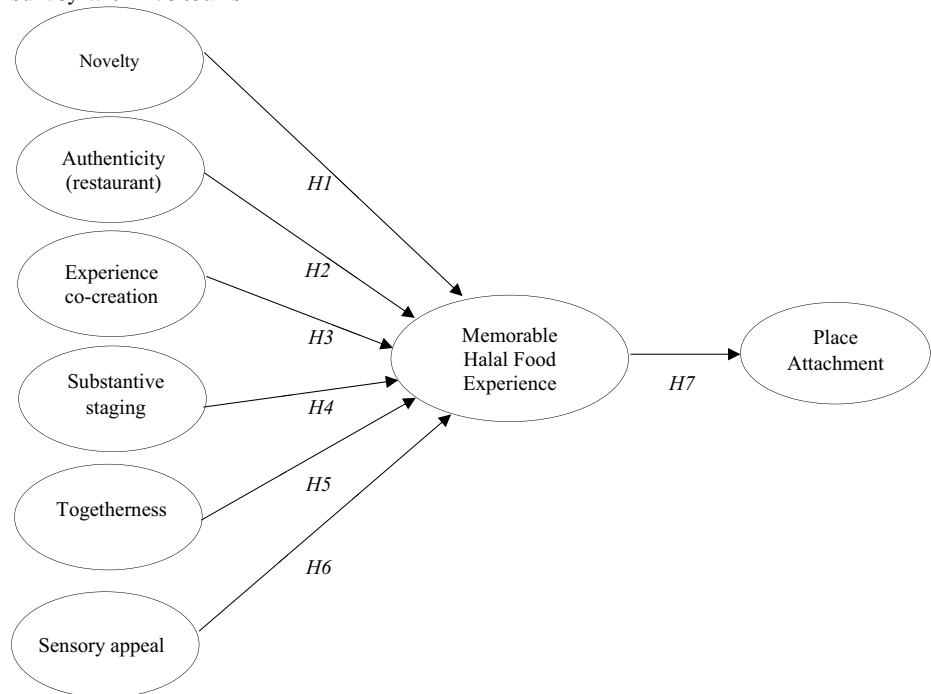 Novelty
Authenticity
(restaurant)
H1
H2
Experience
co-creation
H3
Memorable
Halal Food
Experience
Place
Attachment
H7
Substantive
staging
H4
Togetherness
H5
H6
Sensory appeal